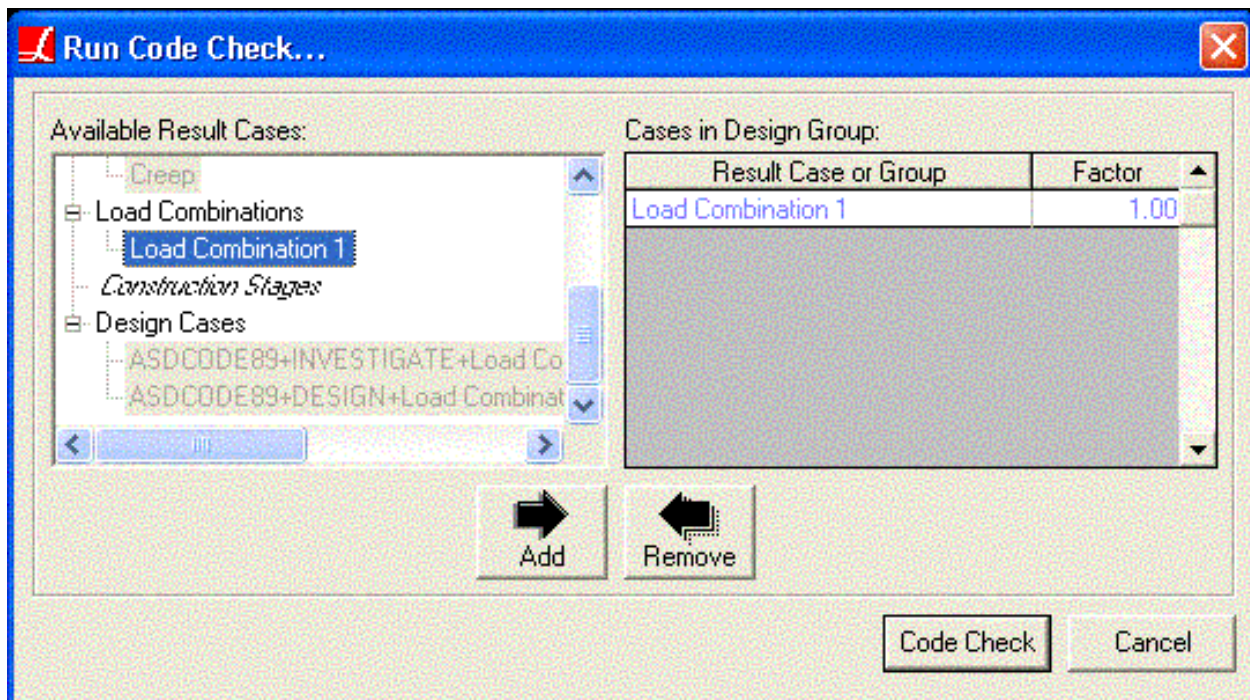 Run Code Check...
Available Result Cases:
Creep
Load Combinations
Load Combination 1
Construction Stages
Design Cases
ASDCODE89+INVESTIGATE+Load Co
ASDCODE89+DESIGN+Load Combinat
Cases in Design Group:
Result Case or Group Factor
Load Combination 1 1.00
Add Remove
Code Check Cancel